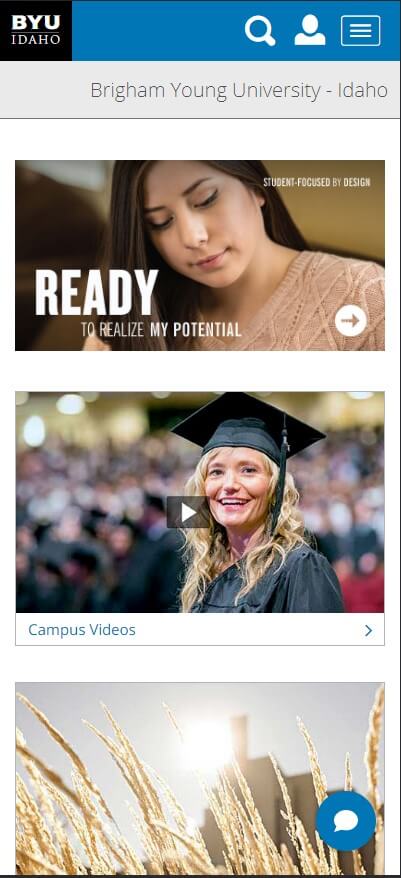 BYU
IDAHO
Brigham Young University - Idaho
STUDENT-FOCUSED BY DESIGN
READY
TO REALIZE MY POTENTIAL
Campus Videos